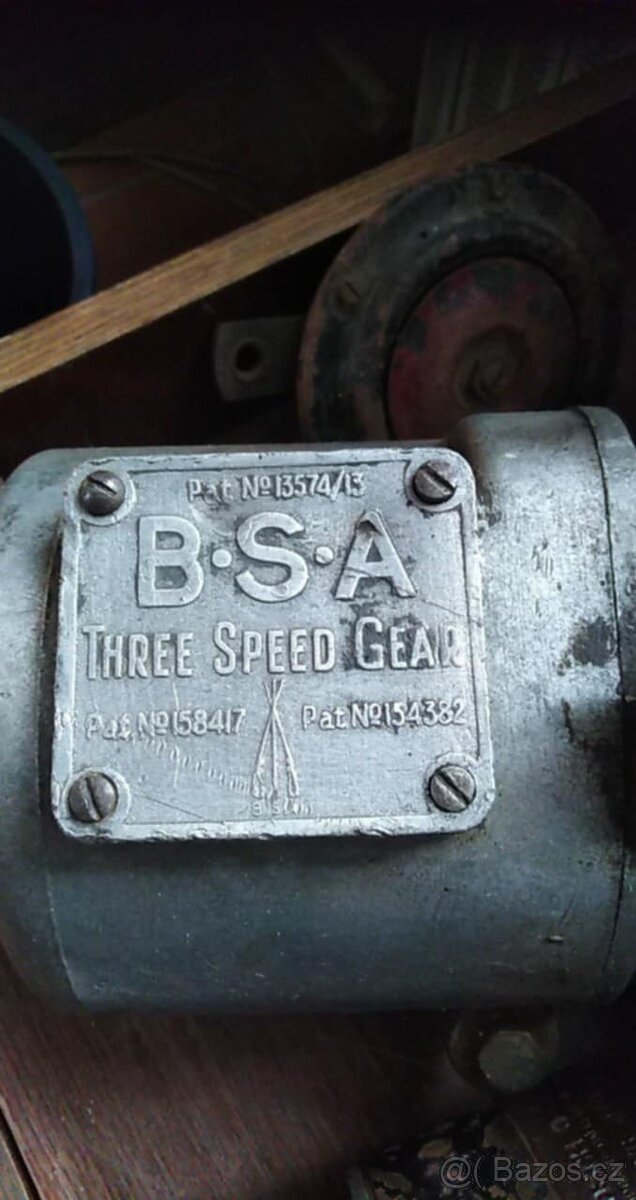 Pat No 13574/13
B·S·A
THREE SPEED GEAR
Pat. No 158417 Pat No 154382
@( Bazos.cz